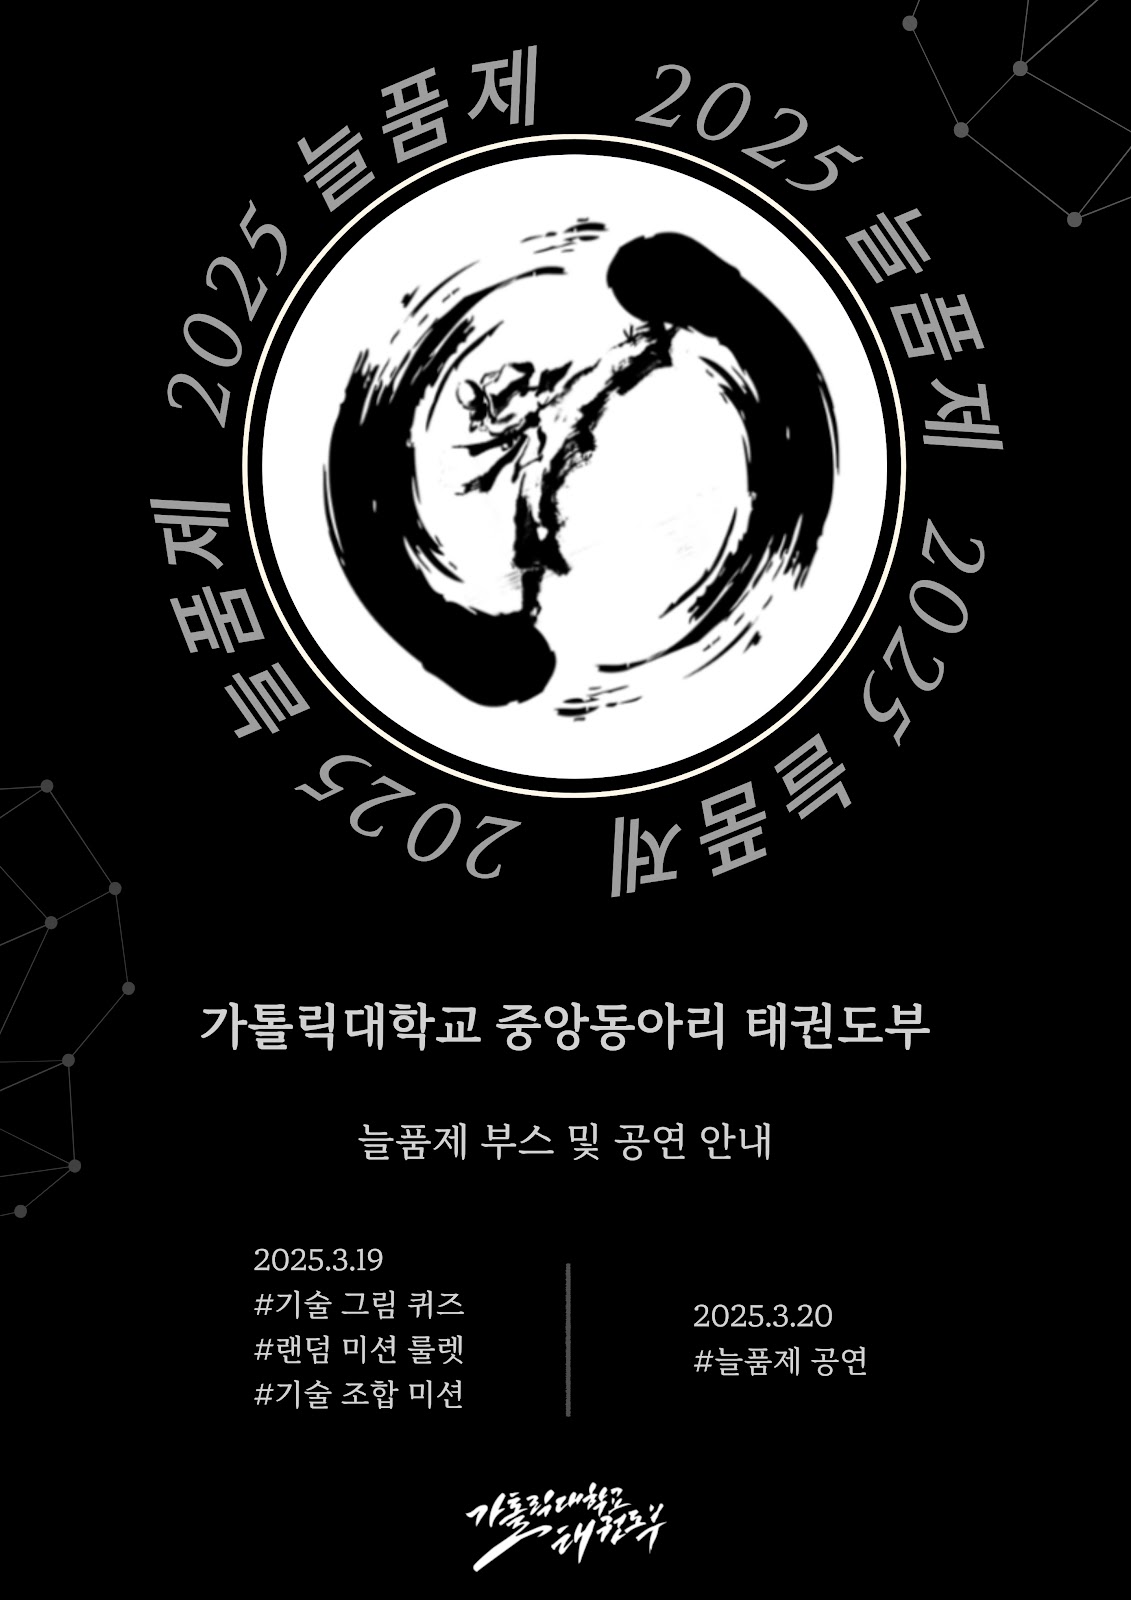 2025 늘품제
2025 늘품제
2025 늘품제
2025 늘품제
가톨릭대학교 중앙동아리 태권도부
늘품제 부스 및 공연 안내
2025.3.19
#기술 그림 퀴즈
#랜덤 미션 룰렛
#기술 조합 미션
2025.3.20
#늘품제 공연
가톨릭대학교
태권도부